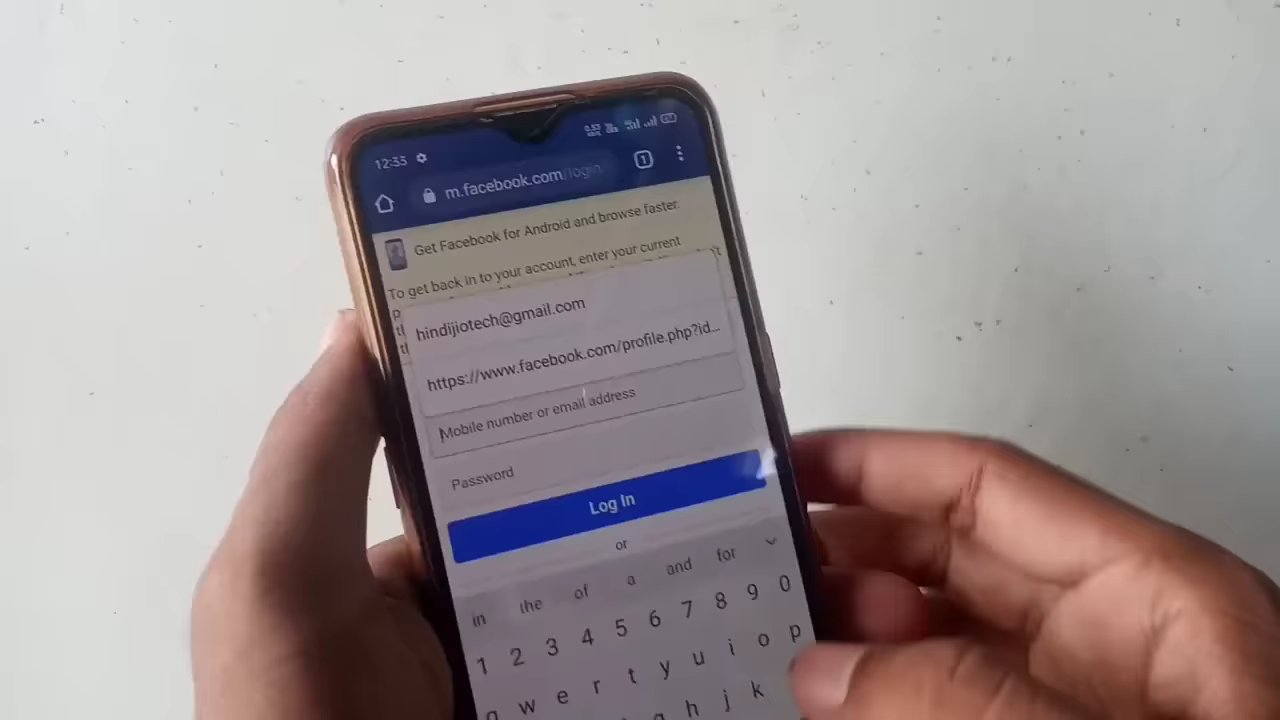 12:33
m.facebook.com/login
1
Get Facebook for Android and browse faster.
To get back in to your account, enter your current
hindijiotech@gmail.com
https://www.facebook.com/profile.php?id...
Mobile number or email address
Password
Log In
or
in the of a and for
1 2 3 4 5 6 7 8 9 0
q w e r t y u i o p
g h j k